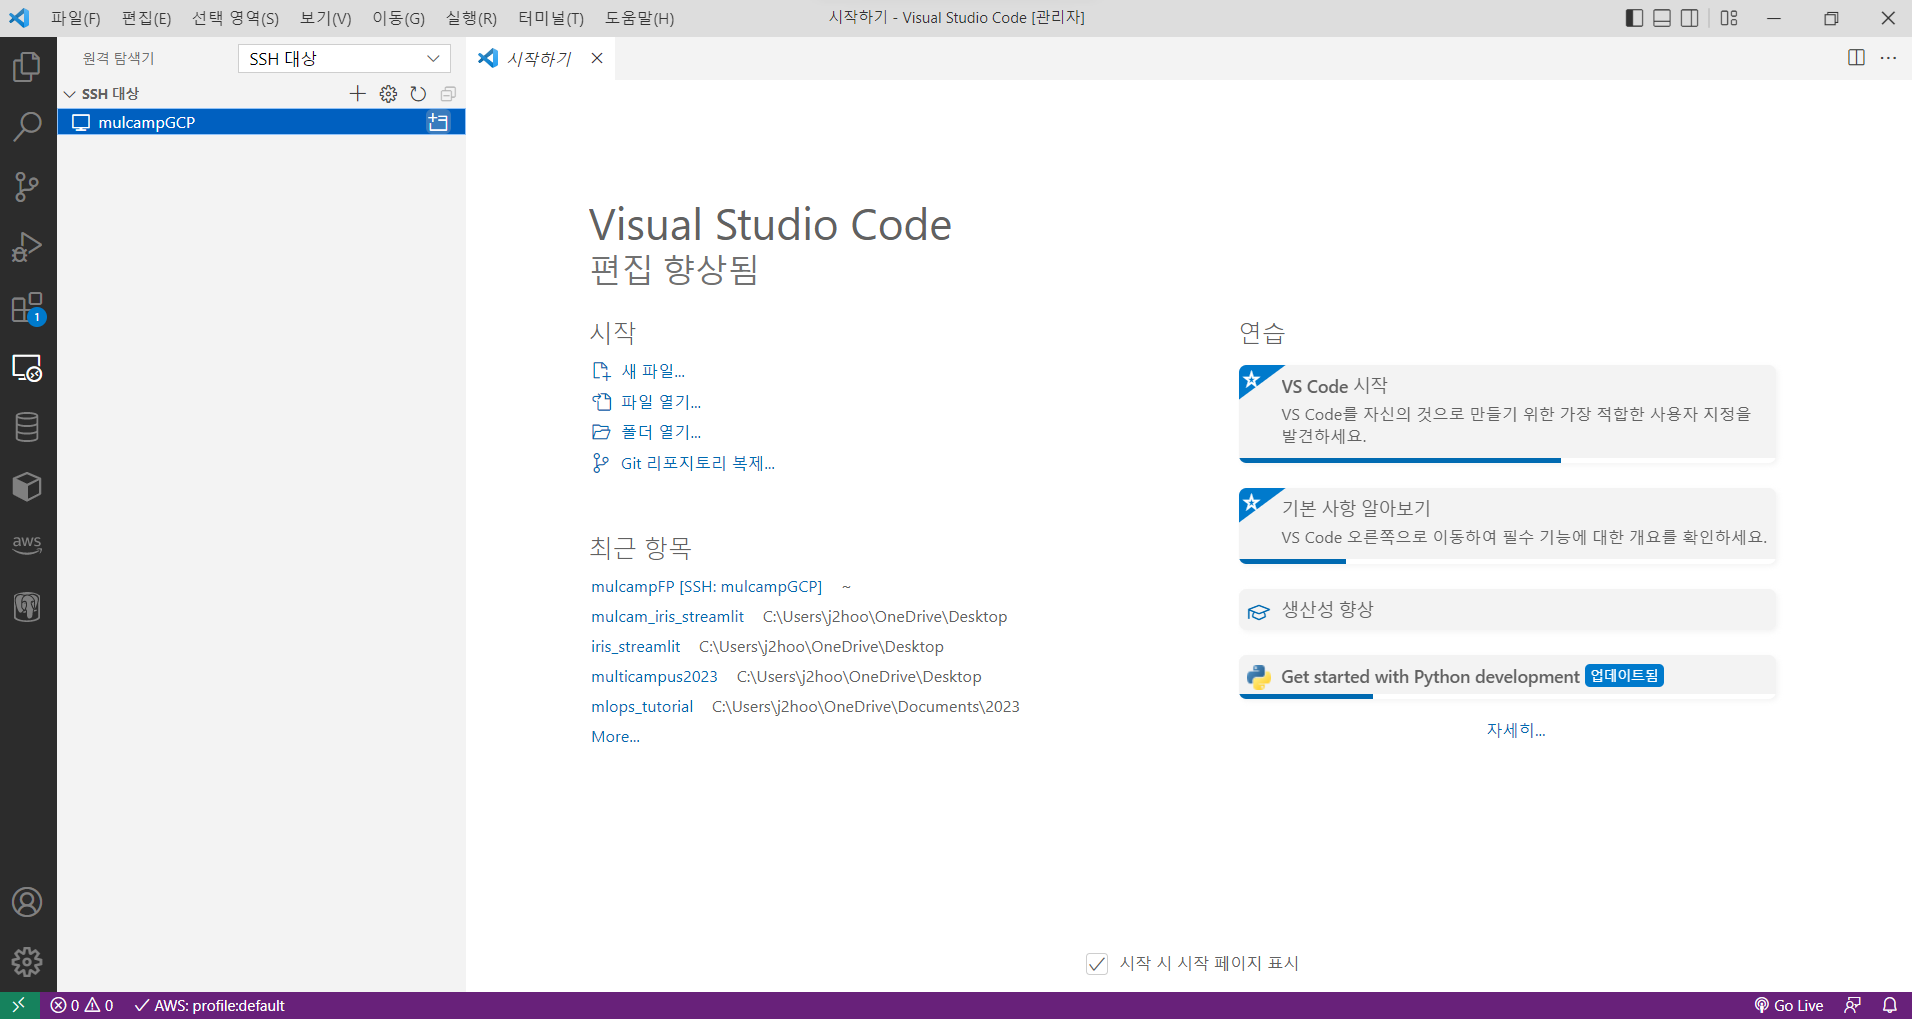 파일(F) 편집(E) 선택 영역(S) 보기(V) 이동(G) 실행(R) 터미널(T) 도움말(H)
시작하기 - Visual Studio Code [관리자]
원격 탐색기
SSH 대상
시작하기
SSH 대상
mulcampGCP
1
aws
Visual Studio Code
편집 향상됨
시작
새 파일...
파일 열기...
폴더 열기...
Git 리포지토리 복제...
최근 항목
mulcampFP [SSH: mulcampGCP] ~
mulcam_iris_streamlit C:\Users\j2hoo\OneDrive\Desktop
iris_streamlit C:\Users\j2hoo\OneDrive\Desktop
multicampus2023 C:\Users\j2hoo\OneDrive\Desktop
mlops_tutorial C:\Users\j2hoo\OneDrive\Documents\2023
More...
연습
VS Code 시작
VS Code를 자신의 것으로 만들기 위한 가장 적합한 사용자 지정을
발견하세요.
기본 사항 알아보기
VS Code 오른쪽으로 이동하여 필수 기능에 대한 개요를 확인하세요.
생산성 향상
Get started with Python development 업데이트됨
자세히...
시작 시 시작 페이지 표시
0 0 AWS: profile:default
Go Live